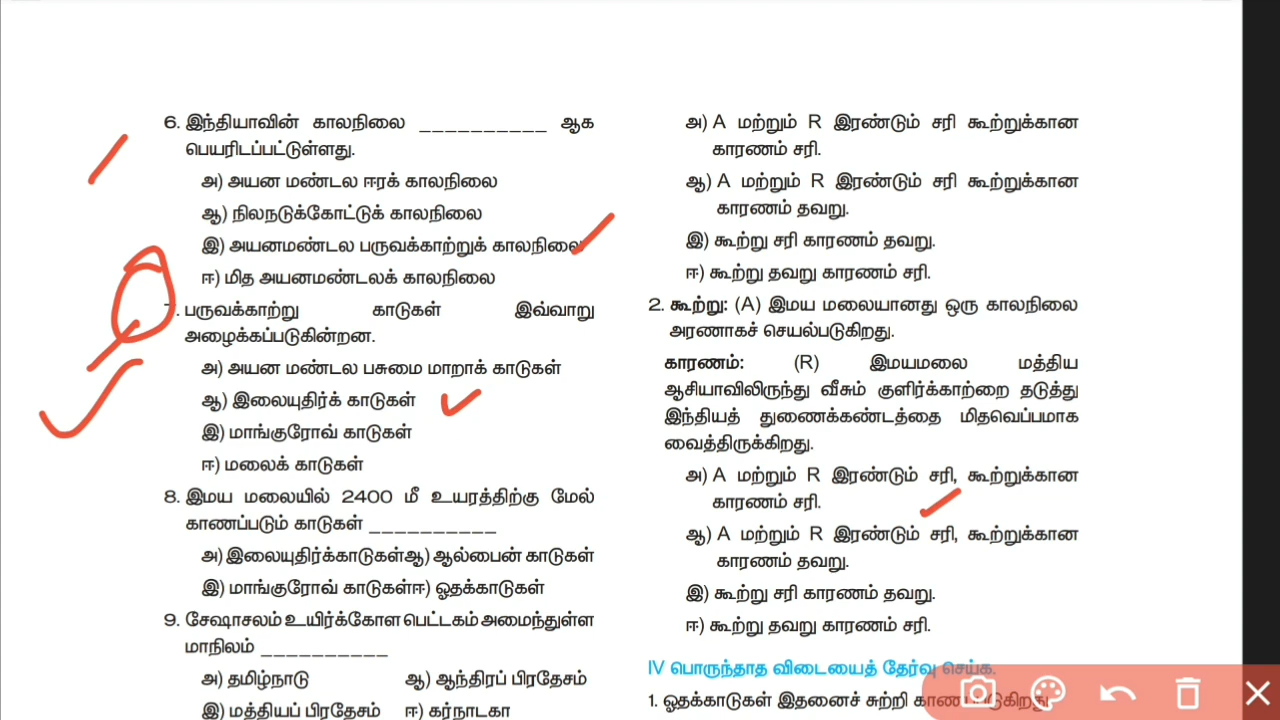 6. இந்தியாவின் காலநிலை __________ ஆக
பெயரிடப்பட்டுள்ளது.
அ) அயன மண்டல ஈரக் காலநிலை
ஆ) நிலநடுக்கோட்டுக் காலநிலை
இ) அயனமண்டல பருவக்காற்றுக் காலநிலை
ஈ) மித அயனமண்டலக் காலநிலை
7. பருவக்காற்று காடுகள் இவ்வாறு
அழைக்கப்படுகின்றன.
அ) அயன மண்டல பசுமை மாறாக் காடுகள்
ஆ) இலையுதிர்க் காடுகள்
இ) மாங்குரோவ் காடுகள்
ஈ) மலைக் காடுகள்
8. இமய மலையில் 2400 மீ உயரத்திற்கு மேல்
காணப்படும் காடுகள் __________
அ) இலையுதிர்க்காடுகள் ஆ) ஆல்பைன் காடுகள்
இ) மாங்குரோவ் காடுகள் ஈ) ஓதக்காடுகள்
9. சேஷாசலம் உயிர்க்கோள பெட்டகம் அமைந்துள்ள
மாநிலம் __________
அ) தமிழ்நாடு ஆ) ஆந்திரப் பிரதேசம்
இ) மத்தியப் பிரதேசம் ஈ) கர்நாடகா
அ) A மற்றும் R இரண்டும் சரி கூற்றுக்கான
காரணம் சரி.
ஆ) A மற்றும் R இரண்டும் சரி கூற்றுக்கான
காரணம் தவறு.
இ) கூற்று சரி காரணம் தவறு.
ஈ) கூற்று தவறு காரணம் சரி.
2. கூற்று: (A) இமய மலையானது ஒரு காலநிலை
அரணாகச் செயல்படுகிறது.
காரணம்: (R) இமயமலை மத்திய
ஆசியாவிலிருந்து வீசும் குளிர்க்காற்றை தடுத்து
இந்தியத் துணைக்கண்டத்தை மிதவெப்பமாக
வைத்திருக்கிறது.
அ) A மற்றும் R இரண்டும் சரி, கூற்றுக்கான
காரணம் சரி.
ஆ) A மற்றும் R இரண்டும் சரி, கூற்றுக்கான
காரணம் தவறு.
இ) கூற்று சரி காரணம் தவறு.
ஈ) கூற்று தவறு காரணம் சரி.
IV பொருந்தாத விடையைத் தேர்வு செய்க.
1. ஓதக்காடுகள் இதனைச் சுற்றி காணப்படுகிறது